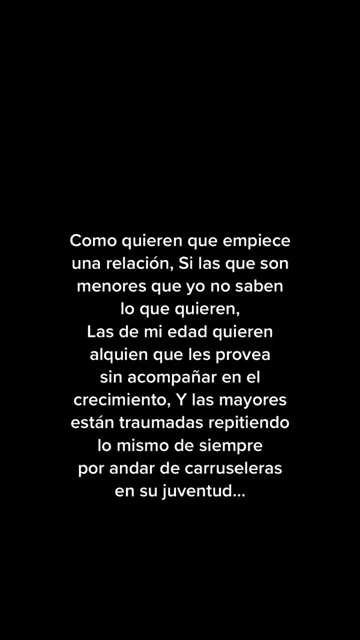 Como quieren que empiece
una relación, Si las que son
menores que yo no saben
lo que quieren,
Las de mi edad quieren
alquien que les provea
sin acompañar en el
crecimiento, Y las mayores
están traumadas repitiendo
lo mismo de siempre
por andar de carruseleras
en su juventud...